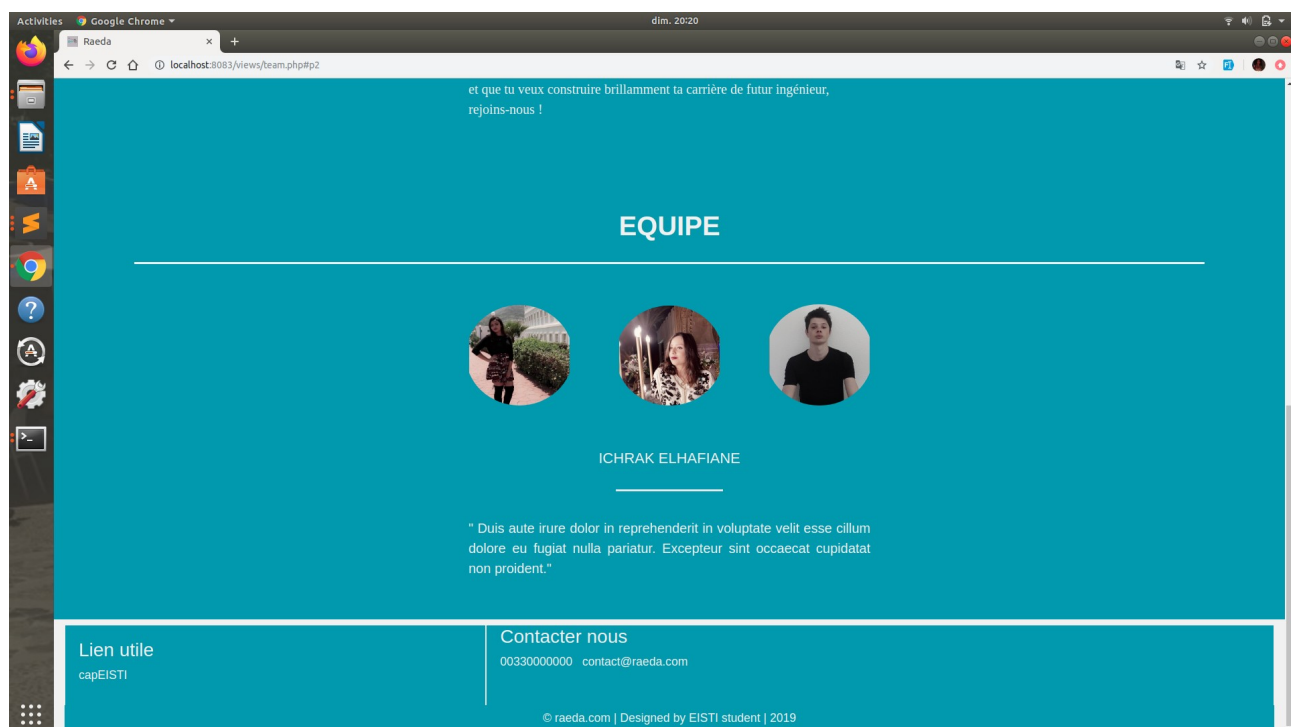 Activities Google Chrome dim. 20:20
Raeda
localhost:8083/views/team.php#p2
et que tu veux construire brillamment ta carrière de futur ingénieur,
rejoins-nous !
EQUIPE
ICHRAK ELHAFIANE
" Duis aute irure dolor in reprehenderit in voluptate velit esse cillum
dolore eu fugiat nulla pariatur. Excepteur sint occaecat cupidatat
non proident."
Lien utile
capEISTI
Contacter nous
00330000000 contact@raeda.com
© raeda.com | Designed by EISTI student | 2019